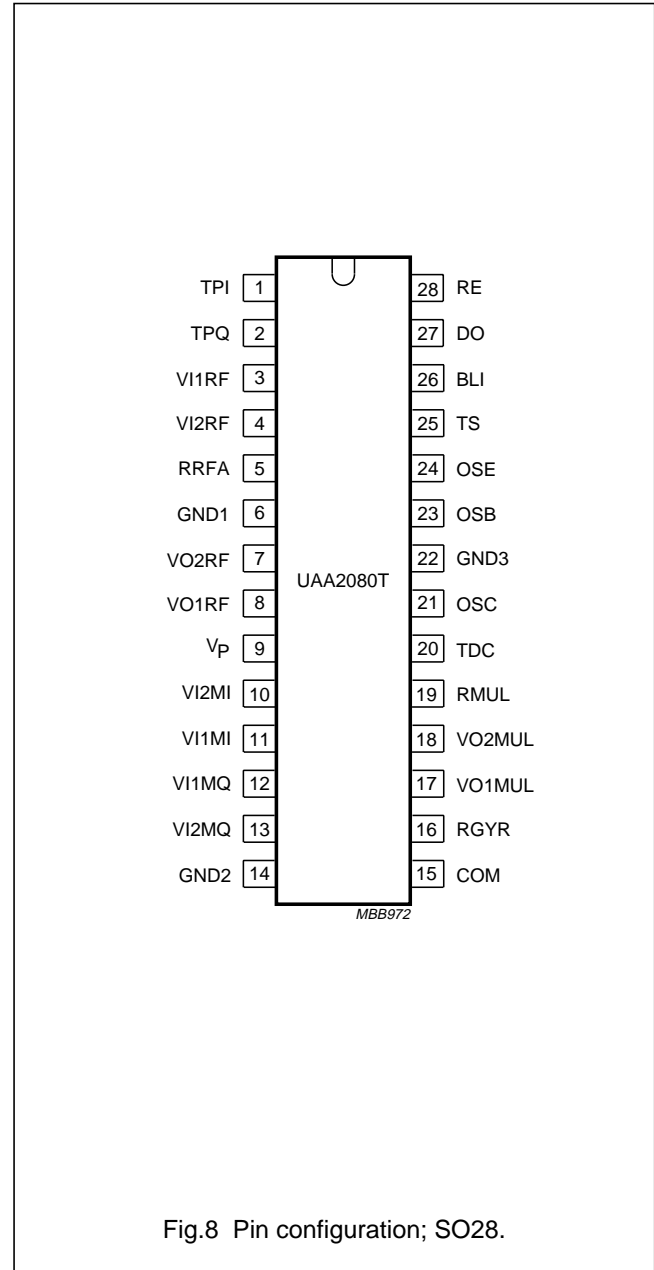 TPI 1 28 RE
TPQ 2 27 DO
VI1RF 3 26 BLI
VI2RF 4 25 TS
RRFA 5 24 OSE
GND1 6 23 OSB
VO2RF 7 22 GND3
UAA2080T
VO1RF 8 21 OSC
VP 9 20 TDC
VI2MI 10 19 RMUL
VI1MI 11 18 VO2MUL
VI1MQ 12 17 VO1MUL
VI2MQ 13 16 RGYR
GND2 14 15 COM
MBB972
Fig.8 Pin configuration; SO28.